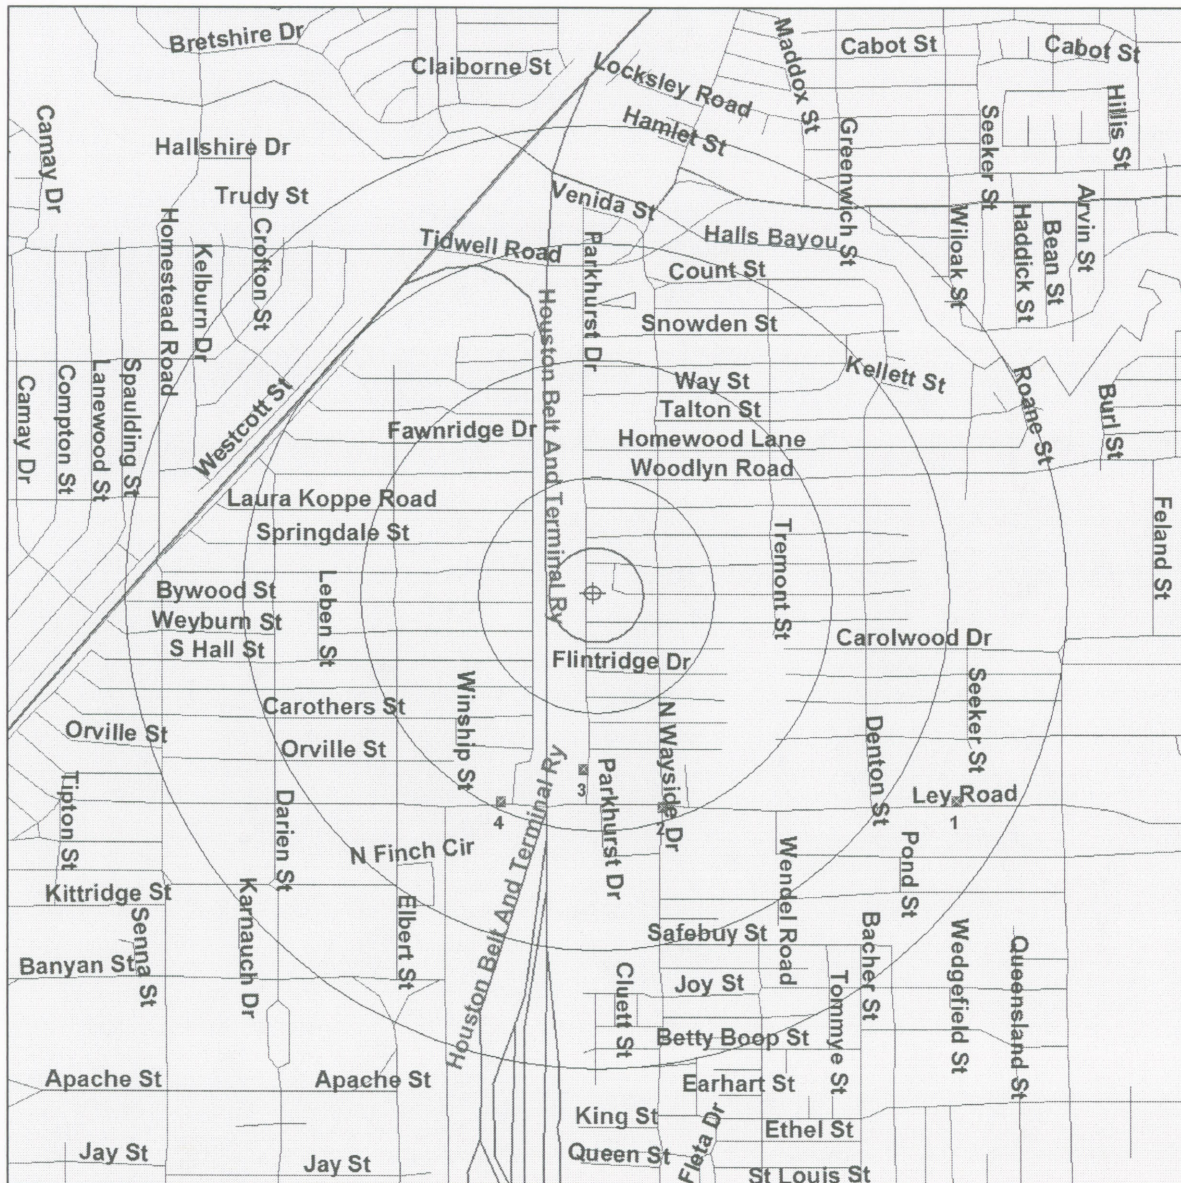 Bretshire Dr
Claiborne St
Locksley Road
Maddox St
Cabot St
Cabot St
Hamlet St
Hillis St
Camay Dr
Hallshire Dr
Greenwich St
Seeker St
Trudy St
Venida St
Homestead Road
Kelburn Dr
Crofton St
Tidwell Road
Parkhurst Dr
Halls Bayou
Wiloak St
Haddick St
Bean St
Arvin St
Count St
Houston Belt And Terminal Ry
Snowden St
Camay Dr
Compton St
Lanewood St
Spaulding St
Westcott St
Way St
Kellett St
Roane St
Burl St
Talton St
Fawnridge Dr
Homewood Lane
Woodlyn Road
Laura Koppe Road
Springdale St
Tremont St
Feland St
Bywood St
Leben St
Weyburn St
S Hall St
Carolwood Dr
Flintridge Dr
Winship St
Seeker St
Carothers St
N Wayside Dr
Denton St
Orville St
Orville St
Houston Belt And Terminal Ry
3
Parkhurst Dr
Tipton St
Darien St
4
2
Ley Road
1
N Finch Cir
Wendel Road
Pond St
Kittridge St
Karnauch Dr
Elbert St
Senna St
Safebuy St
Bacher St
Wedgefield St
Queensland St
Banyan St
Cluett St
Joy St
Tommye St
Betty Boop St
Apache St
Apache St
Earhart St
King St
Fleta Dr
Ethel St
Jay St
Jay St
Queen St
St Louis St